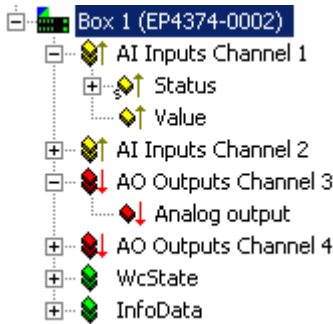 Box 1 (EP4374-0002)
AI Inputs Channel 1
Status
Value
AI Inputs Channel 2
AO Outputs Channel 3
Analog output
AO Outputs Channel 4
WcState
InfoData